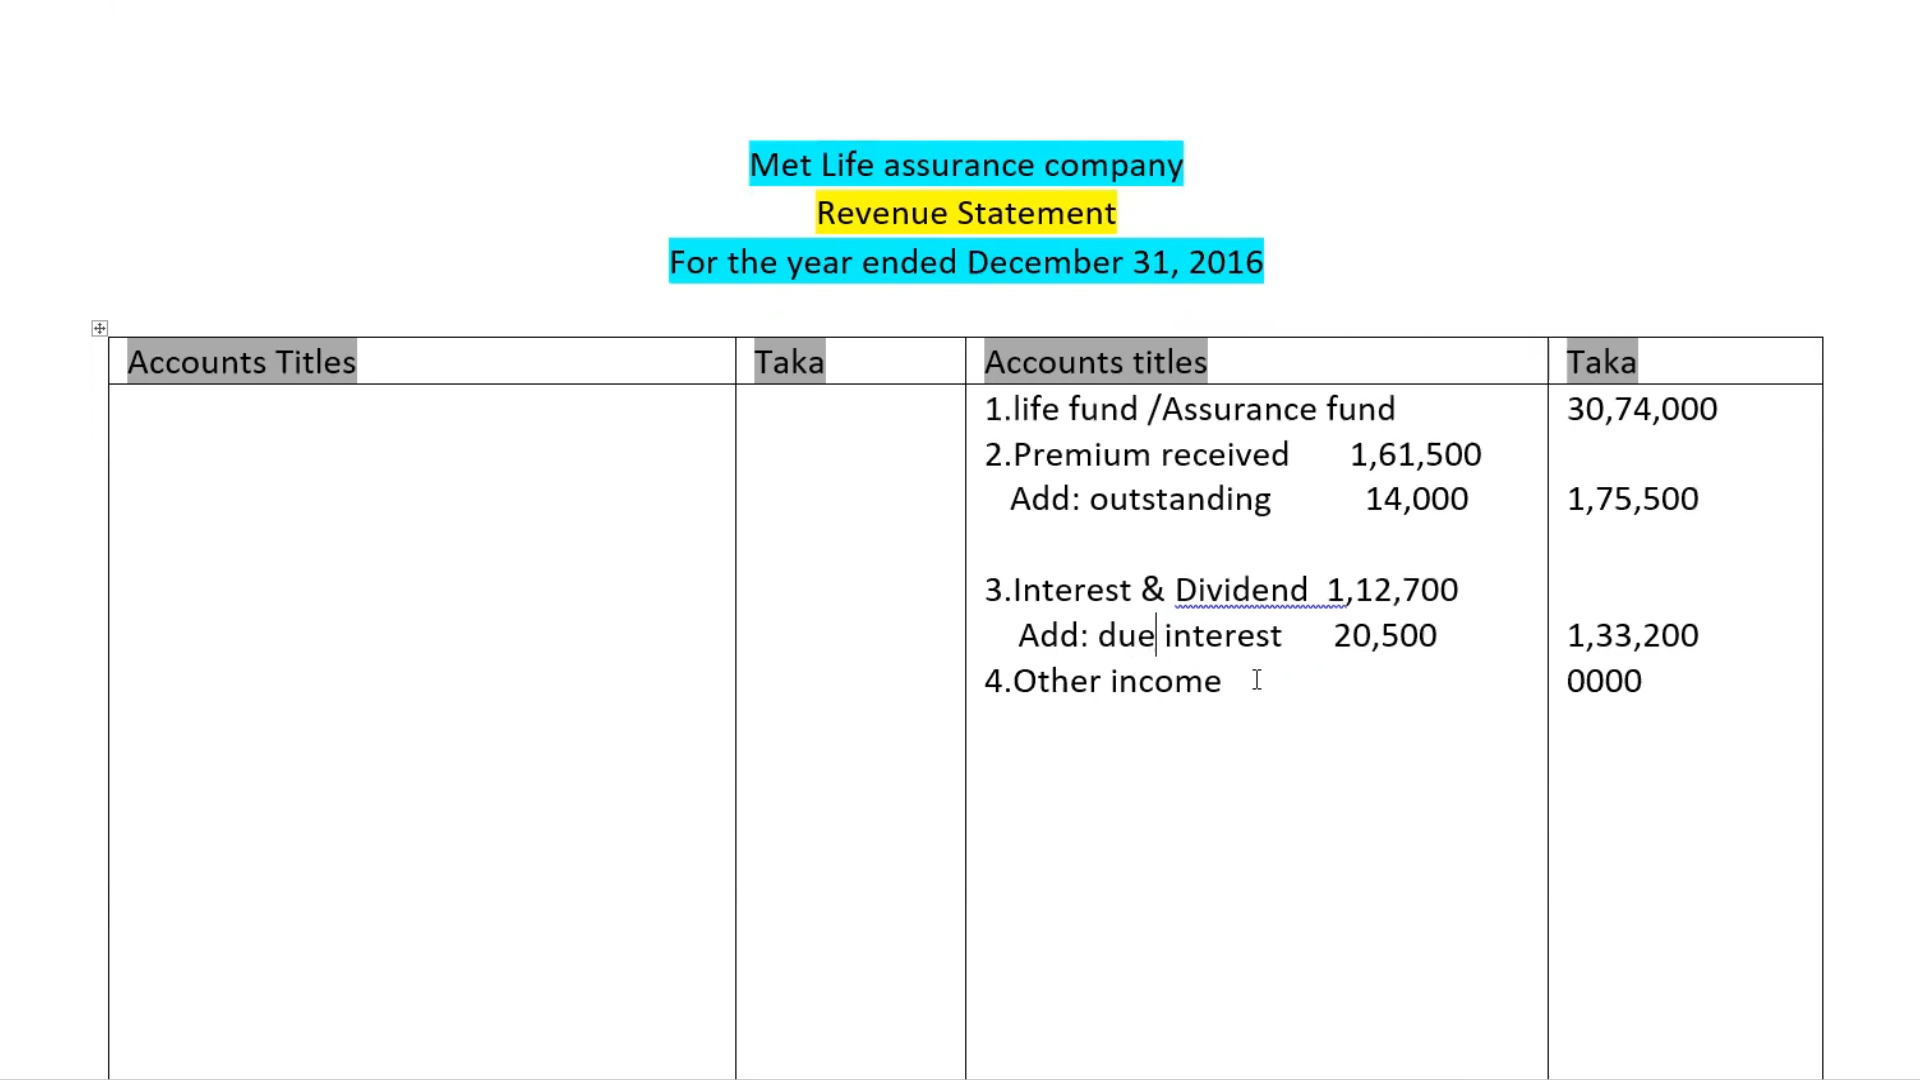 Met Life assurance company
Revenue Statement
For the year ended December 31, 2016
Accounts Titles Taka Accounts titles Taka
1.life fund /Assurance fund 30,74,000
2.Premium received 1,61,500
Add: outstanding 14,000 1,75,500
3.Interest & Dividend 1,12,700
Add: due interest 20,500 1,33,200
4.Other income 0000